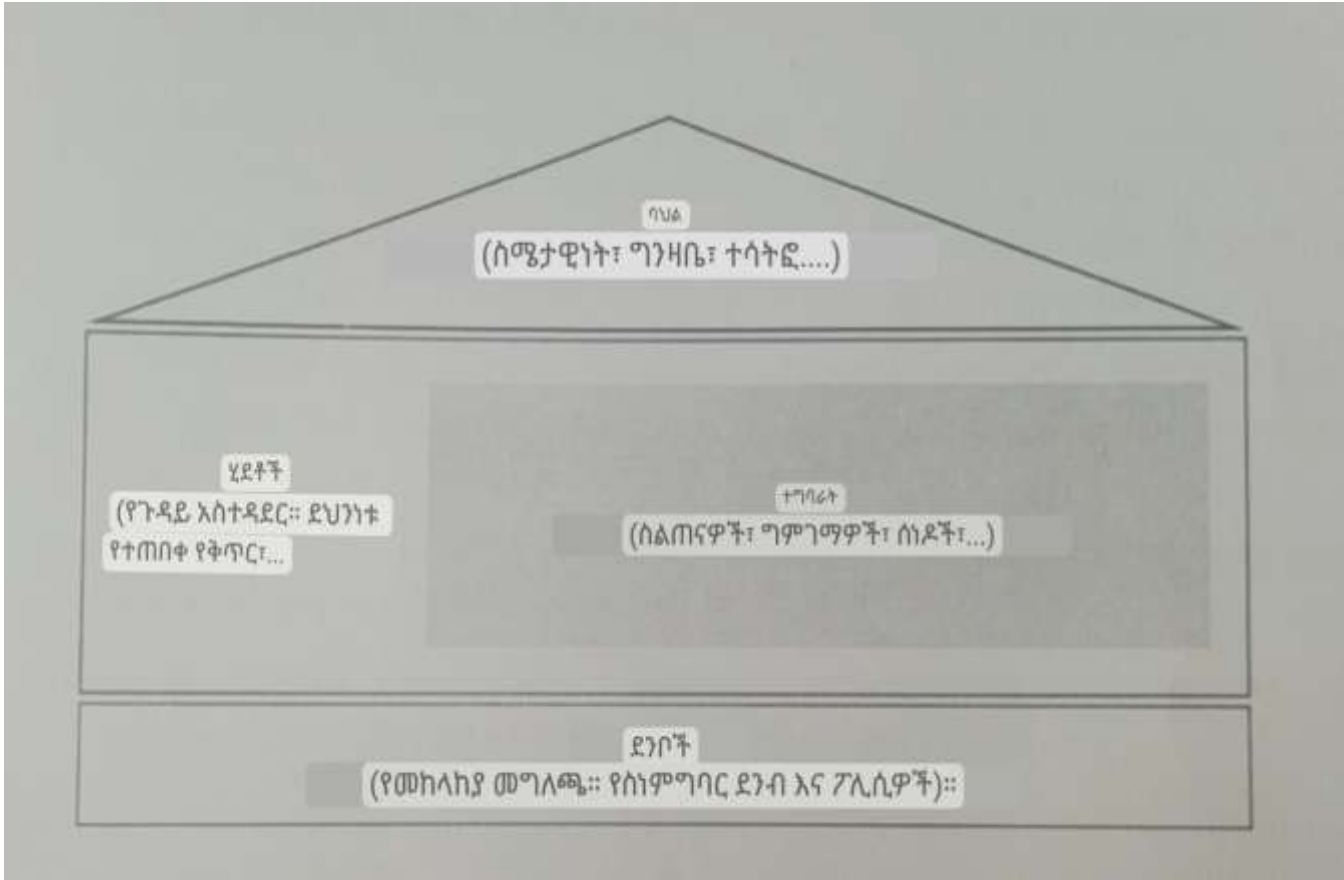 ባህል
(ስሜታዊነት፣ ግንዛቤ፣ ተሳትፎ....)
ሂደቶች
(የጉዳይ አስተዳደር። ደህንነቱ
የተጠበቀ የቅጥር፣...
ተግባራት
(ስልጠናዎች፣ ግምገማዎች፣ ሰነዶች፣...)
ደንቦች
(የመከላከያ መግለጫ። የስነምግባር ደንብ እና ፖሊሲዎች)።